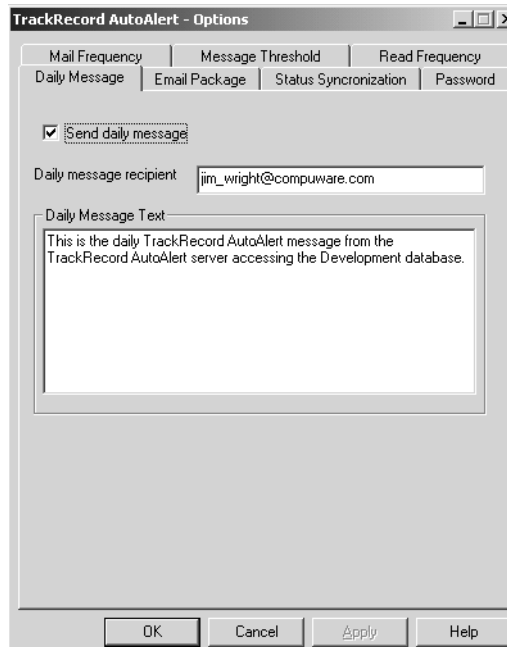 TrackRecord AutoAlert - Options
Mail Frequency
Message Threshold
Read Frequency
Daily Message
Email Package
Status Syncronization
Password
Send daily message
Daily message recipient
jim_wright@compuware.com
Daily Message Text
This is the daily TrackRecord AutoAlert message from the
TrackRecord AutoAlert server accessing the Development database.
OK
Cancel
Apply
Help